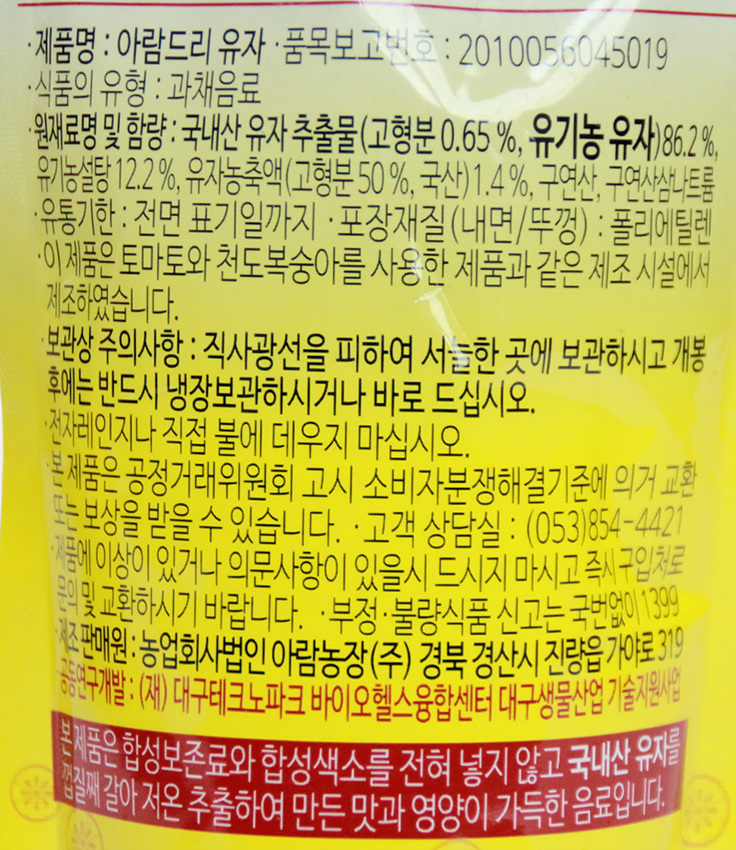 ·제품명 : 아람드리 유자 ·품목보고번호 : 2010056045019
·식품의 유형 : 과채음료
·원재료명 및 함량 : 국내산 유자 추출물(고형분 0.65 %, 유기농 유자)86.2 %,
유기농설탕 12.2 %, 유자농축액(고형분 50 %, 국산) 1.4 %, 구연산, 구연산삼나트륨
·유통기한 : 전면 표기일까지 ·포장재질(내면/뚜껑) : 폴리에틸렌
·이 제품은 토마토와 천도복숭아를 사용한 제품과 같은 제조 시설에서
제조하였습니다.
·보관상 주의사항 : 직사광선을 피하여 서늘한 곳에 보관하시고 개봉
후에는 반드시 냉장보관하시거나 바로 드십시오.
·전자레인지나 직접 불에 데우지 마십시오.
·본 제품은 공정거래위원회 고시 소비자분쟁해결기준에 의거 교환
또는 보상을 받을 수 있습니다. ·고객 상담실 : (053)854-4421
·제품에 이상이 있거나 의문사항이 있을시 드시지 마시고 즉시 구입처로
문의 및 교환하시기 바랍니다. ·부정·불량식품 신고는 국번없이 1399
·제조판매원 : 농업회사법인 아람농장(주) 경북 경산시 진량읍 가야로 319
공동연구개발 : (재) 대구테크노파크 바이오헬스융합센터 대구생물산업 기술지원사업
본 제품은 합성보존료와 합성색소를 전혀 넣지 않고 국내산 유자를
껍질째 갈아 저온 추출하여 만든 맛과 영양이 가득한 음료입니다.